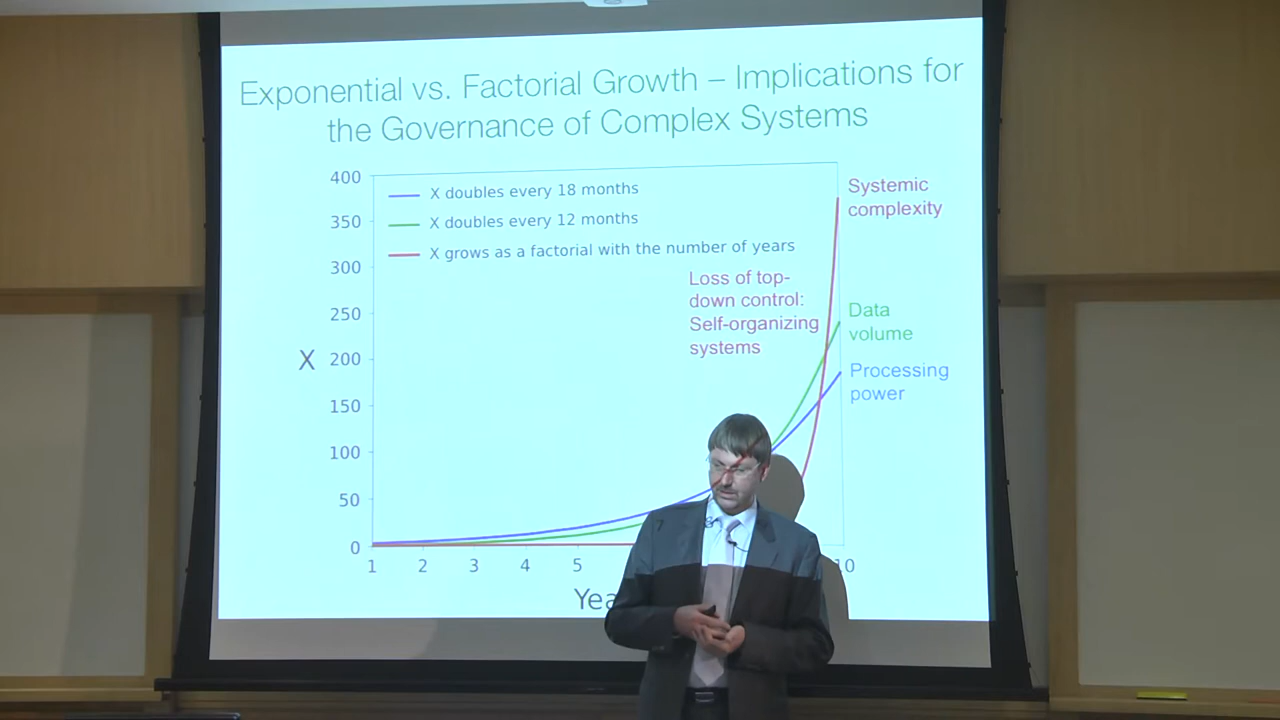 Exponential vs. Factorial Growth – Implications for
the Governance of Complex Systems
400
350
300
250
200
150
100
50
0
X
X doubles every 18 months
X doubles every 12 months
X grows as a factorial with the number of years
Loss of top-
down control:
Self-organizing
systems
Systemic
complexity
Data
volume
Processing
power
1 2 3 4 5 10